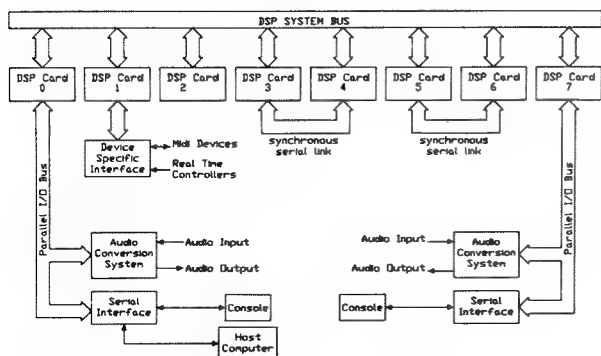 DSP SYSTEM BUS
DSP Card
0
DSP Card
1
DSP Card
2
DSP Card
3
DSP Card
4
DSP Card
5
DSP Card
6
DSP Card
7
synchronous
serial link
synchronous
serial link
Device
Specific
Interface
Midi Devices
Real Time
Controllers
Parallel I/O Bus
Parallel I/O Bus
Audio
Conversion
System
Audio Input
Audio Output
Audio Input
Audio Output
Audio
Conversion
System
Serial
Interface
Console
Console
Serial
Interface
Host
Computer